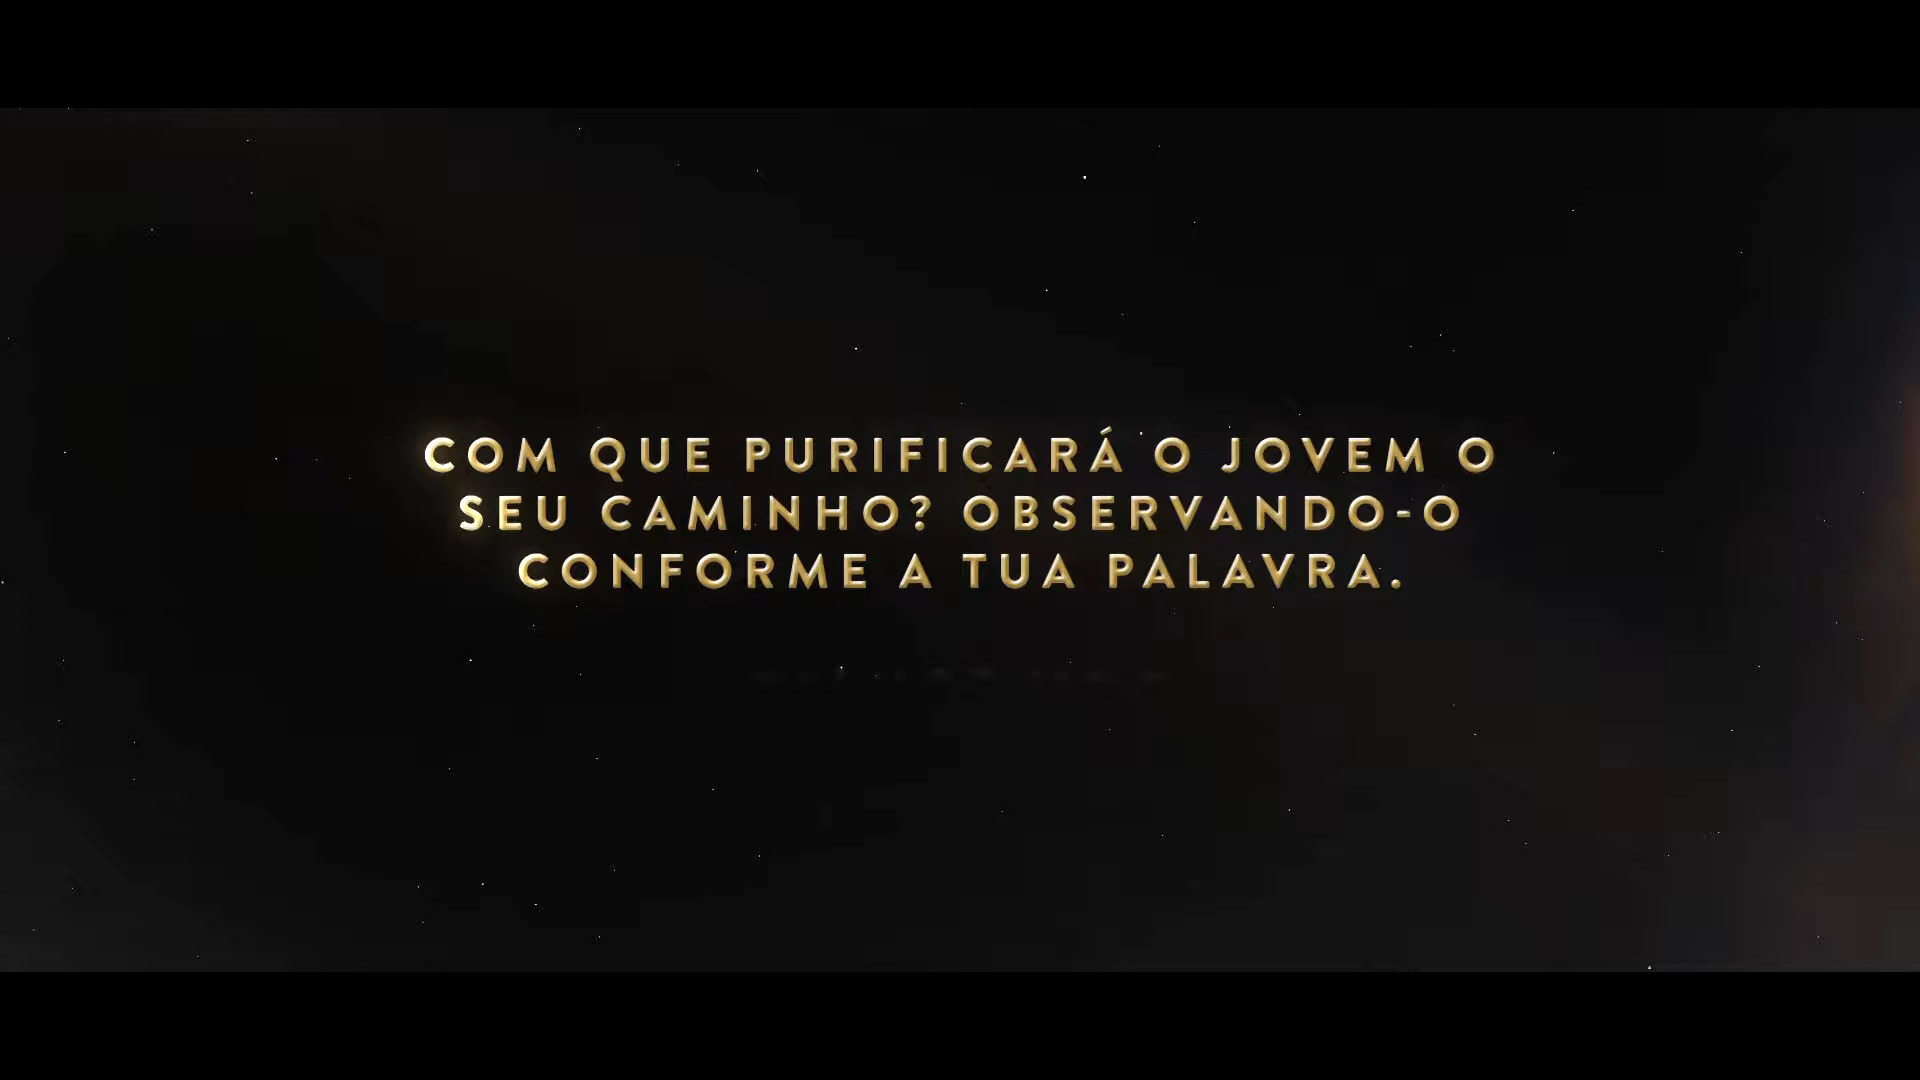 COM QUE PURIFICARÁ O JOVEM O
SEU CAMINHO? OBSERVANDO-O
CONFORME A TUA PALAVRA.